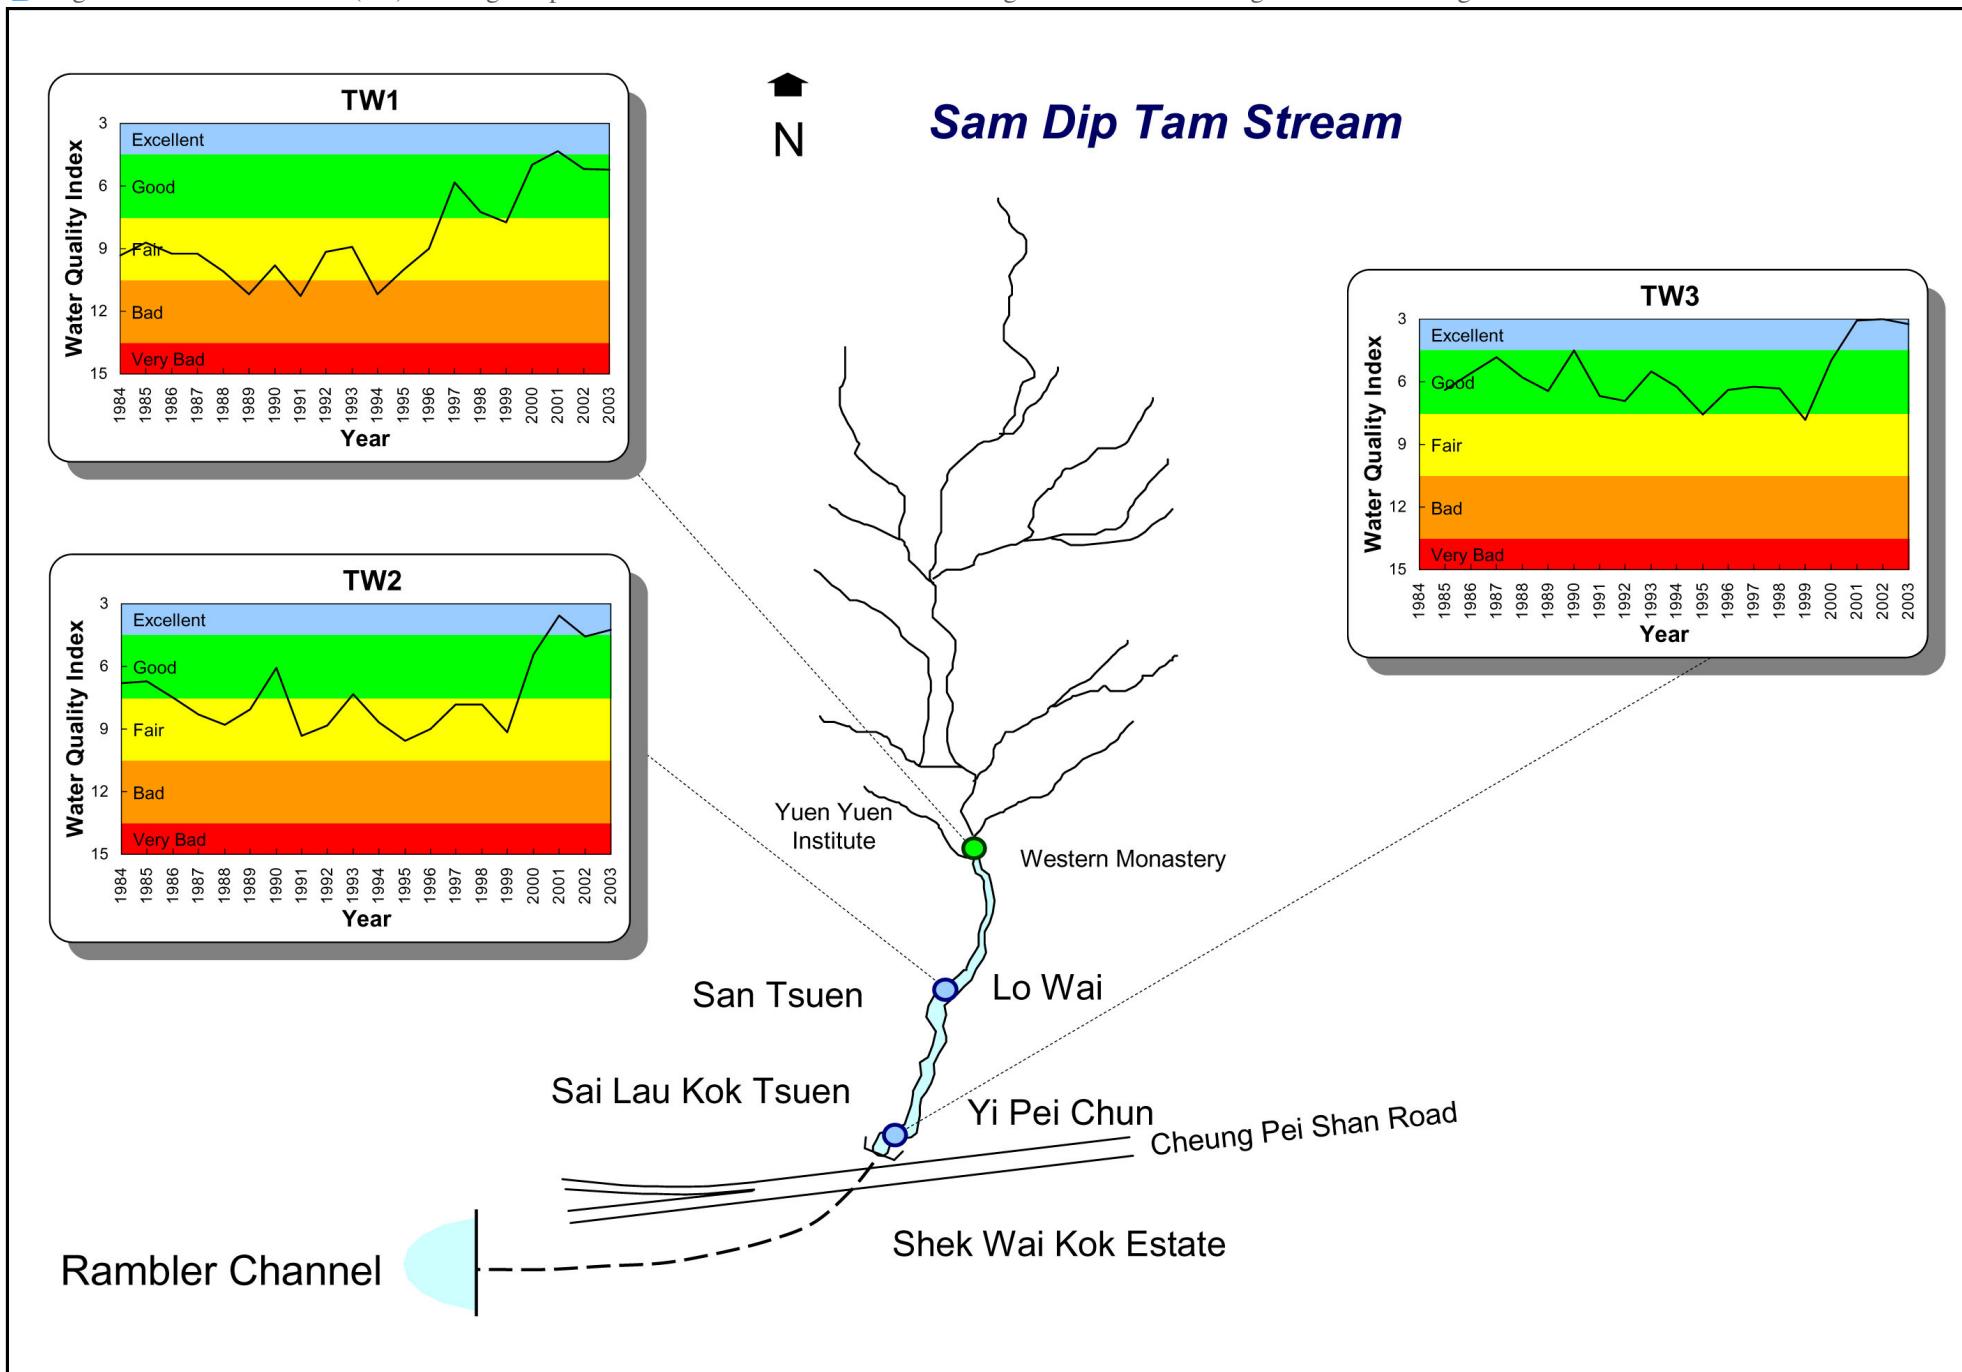 Sam Dip Tam Stream
N
TW1
Water Quality Index
3
6
9
12
15
Excellent
Good
Fair
Bad
Very Bad
1984 1985 1986 1987 1988 1989 1990 1991 1992 1993 1994 1995 1996 1997 1998 1999 2000 2001 2002 2003
Year
TW3
Water Quality Index
3
6
9
12
15
Excellent
Good
Fair
Bad
Very Bad
1984 1985 1986 1987 1988 1989 1990 1991 1992 1993 1994 1995 1996 1997 1998 1999 2000 2001 2002 2003
Year
TW2
Water Quality Index
3
6
9
12
15
Excellent
Good
Fair
Bad
Very Bad
1984 1985 1986 1987 1988 1989 1990 1991 1992 1993 1994 1995 1996 1997 1998 1999 2000 2001 2002 2003
Year
Yuen Yuen
Institute
Western Monastery
San Tsuen
Lo Wai
Sai Lau Kok Tsuen
Yi Pei Chun
Cheung Pei Shan Road
Shek Wai Kok Estate
Rambler Channel